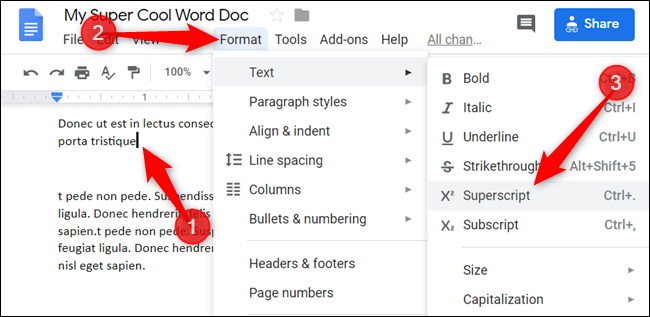 My Super Cool Word Doc
File Edit View Format Tools Add-ons Help All chan...
Share
100%
1
2
3
1
Donec ut est in lectus consec
porta tristique
t pede non pede. Suspendiss
ligula. Donec hendrerit felis
sapien.t pede non pede. Susp
feugiat ligula. Donec hendrer
nisl eget sapien.
Text
Paragraph styles
Align & indent
Line spacing
Columns
Bullets & numbering
Headers & footers
Page numbers
B Bold
I Italic Ctrl+I
U Underline Ctrl+U
S Strikethrough Alt+Shift+5
X² Superscript Ctrl+.
X₂ Subscript Ctrl+,
Size
Capitalization